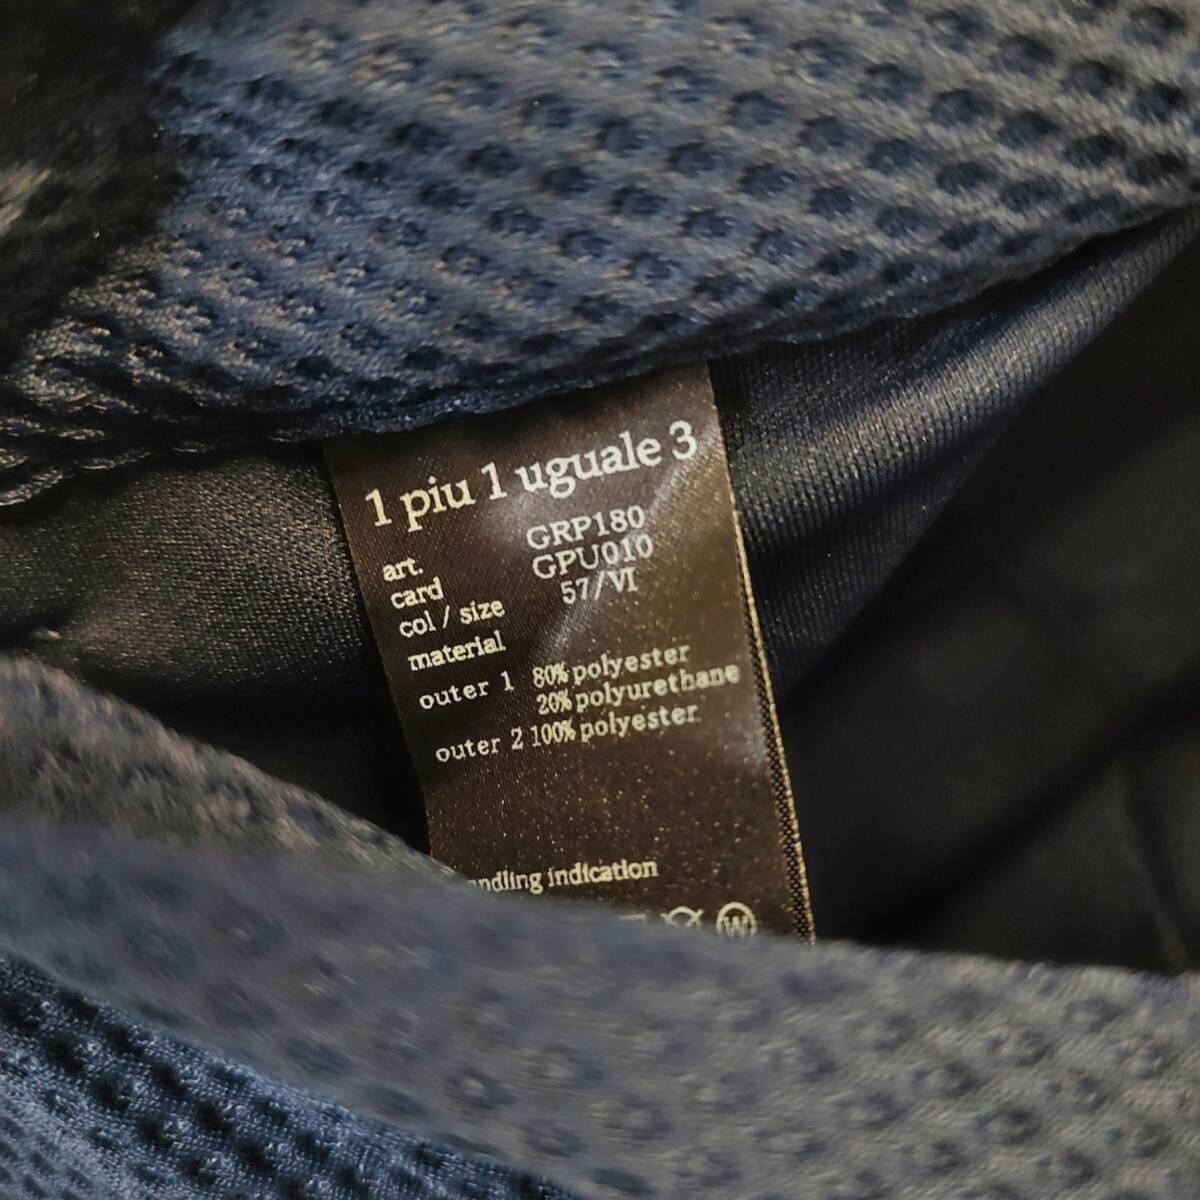 1 piu 1 uguale 3
art. GRP180
card GPU010
col / size 57/VI
material
outer 1 80% polyester
20% polyurethane
outer 2 100% polyester
indication
W